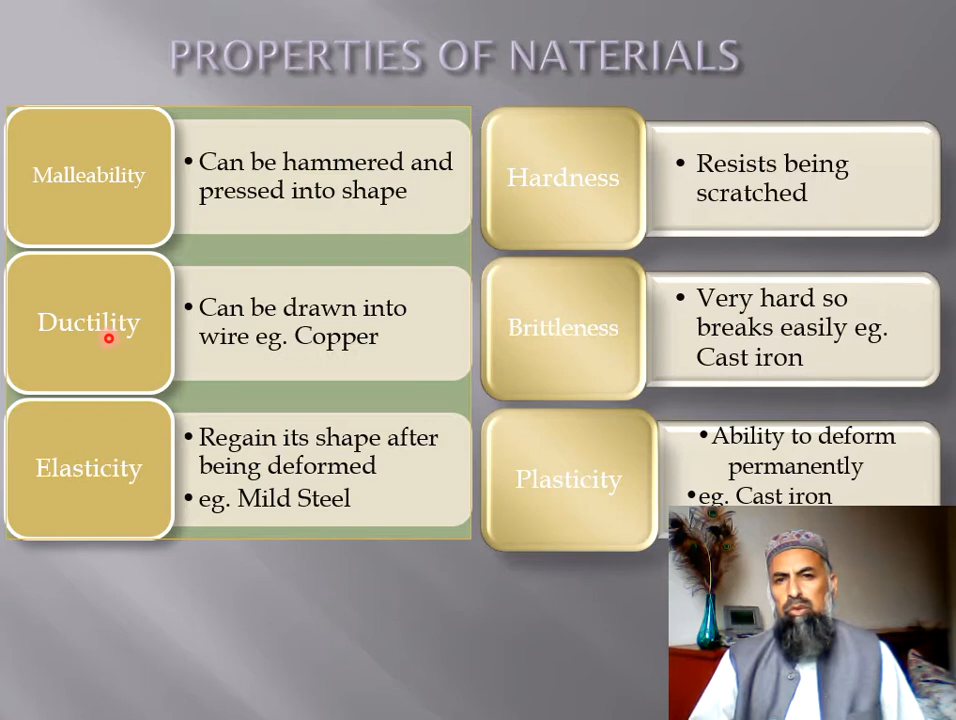 PROPERTIES OF NATERIALS
Malleability
•Can be hammered and
pressed into shape
Ductility
•Can be drawn into
wire eg. Copper
Elasticity
•Regain its shape after
being deformed
•eg. Mild Steel
Hardness
• Resists being
scratched
Brittleness
• Very hard so
breaks easily eg.
Cast iron
Plasticity
•Ability to deform
permanently
•eg. Cast iron